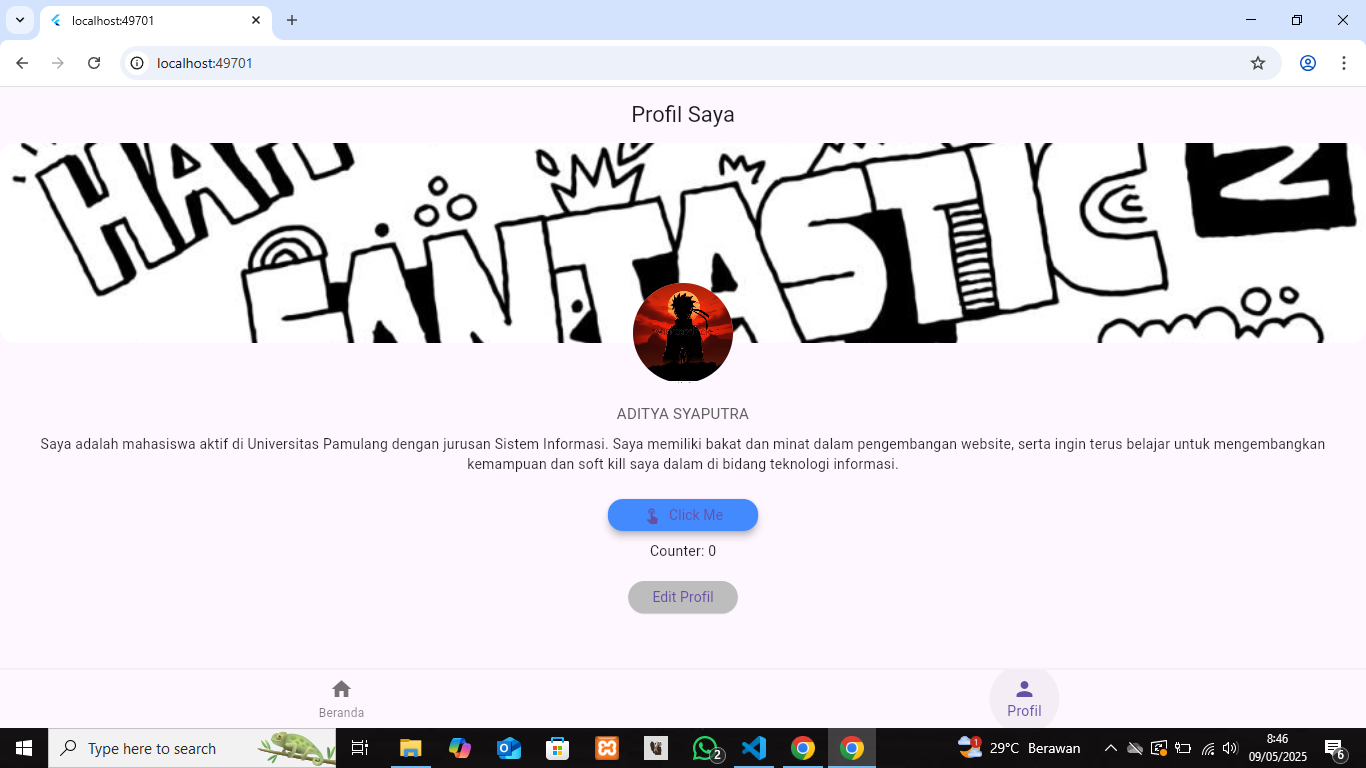 localhost:49701
localhost:49701
Profil Saya
HAP
FANTASTIC
Z
ADITYA SYAPUTRA
Saya adalah mahasiswa aktif di Universitas Pamulang dengan jurusan Sistem Informasi. Saya memiliki bakat dan minat dalam pengembangan website, serta ingin terus belajar untuk mengembangkan
kemampuan dan soft kill saya dalam di bidang teknologi informasi.
Click Me
Counter: 0
Edit Profil
Beranda
Profil
Type here to search
2
1
29°C Berawan
8:46
09/05/2025
6